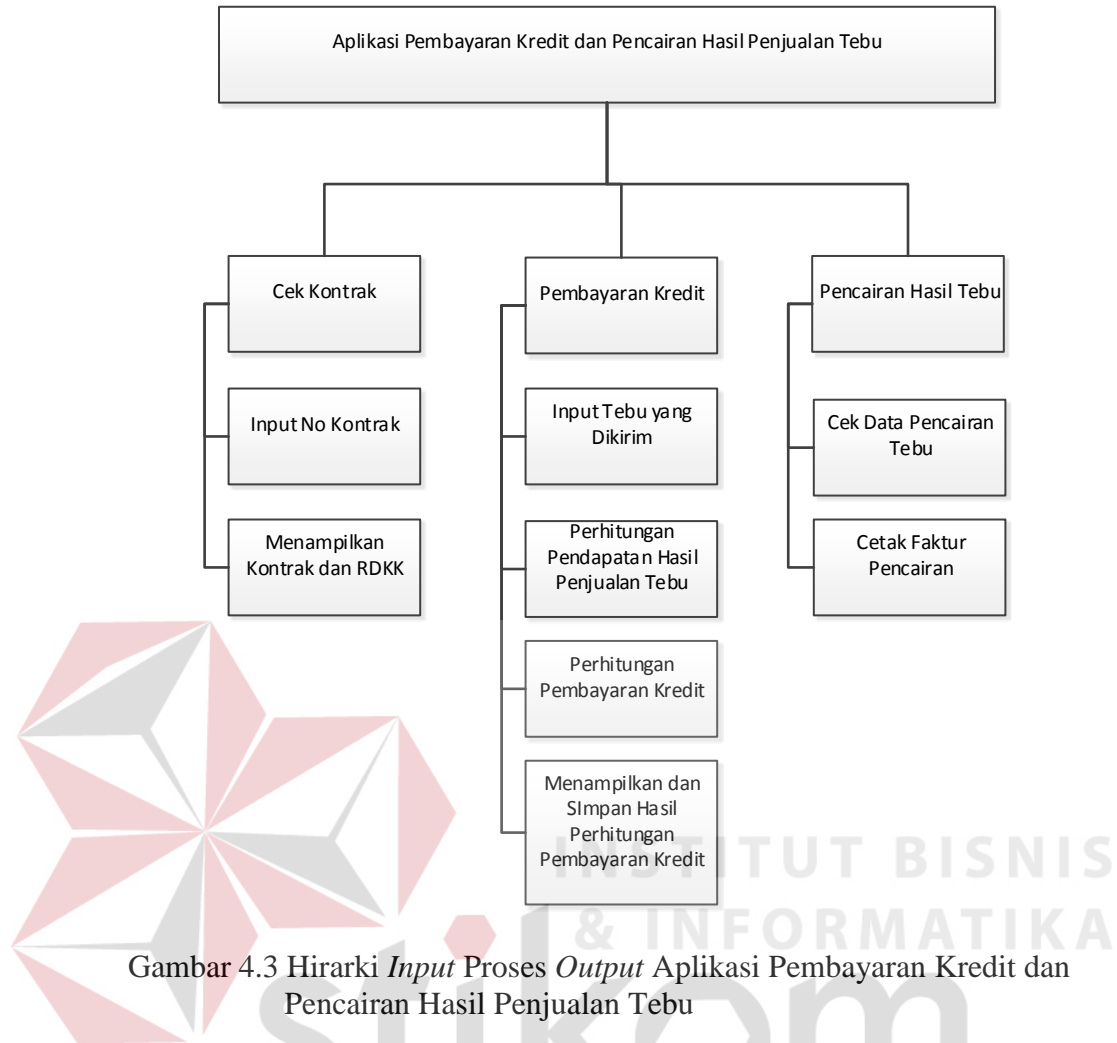 Aplikasi Pembayaran Kredit dan Pencairan Hasil Penjualan Tebu
Cek Kontrak
Input No Kontrak
Menampilkan
Kontrak dan RDKK
Pembayaran Kredit
Input Tebu yang
Dikirim
Perhitungan
Pendapatan Hasil
Penjualan Tebu
Perhitungan
Pembayaran Kredit
Menampilkan dan
SImpan Hasil
Perhitungan
Pembayaran Kredit
Pencairan Hasil Tebu
Cek Data Pencairan
Tebu
Cetak Faktur
Pencairan
INSTITUT BISNIS
& INFORMATIKA
stikom
Gambar 4.3 Hirarki Input Proses Output Aplikasi Pembayaran Kredit dan
Pencairan Hasil Penjualan Tebu